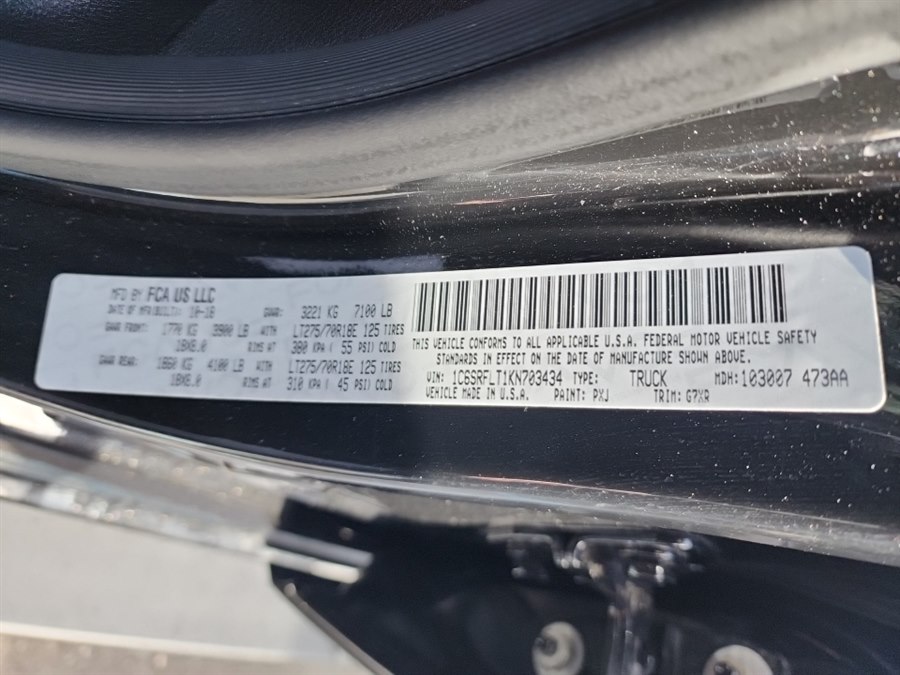 MFD BY FCA US LLC
DATE OF MFR(BUILT): 10-18 GVWR: 3221 KG 7100 LB
GAWR FRONT: 1770 KG 3900 LB WITH LT275/70R18E 125 TIRES
18X8.0 RIMS AT 380 KPA( 55 PSI) COLD
GAWR REAR: 1860 KG 4100 LB WITH LT275/70R18E 125 TIRES
18X8.0 RIMS AT 310 KPA( 45 PSI) COLD
THIS VEHICLE CONFORMS TO ALL APPLICABLE U.S.A. FEDERAL MOTOR VEHICLE SAFETY
STANDARDS IN EFFECT ON THE DATE OF MANUFACTURE SHOWN ABOVE.
VIN: 1C6SRFLT1KN703434 TYPE: TRUCK MDH:103007 473AA
VEHICLE MADE IN U.S.A. PAINT: PXJ TRIM: G7XR